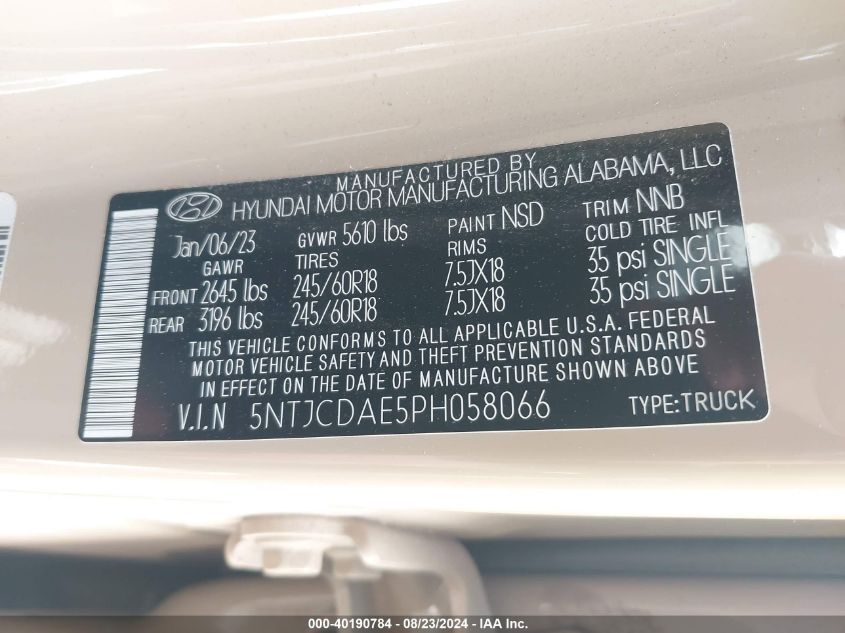 MANUFACTURED BY
HYUNDAI MOTOR MANUFACTURING ALABAMA, LLC
Jan/06/23 GVWR 5610 lbs PAINT NSD TRIM NNB
GAWR TIRES RIMS COLD TIRE INFL
FRONT 2645 lbs 245/60R18 7.5JX18 35 psi SINGLE
REAR 3196 lbs 245/60R18 7.5JX18 35 psi SINGLE
THIS VEHICLE CONFORMS TO ALL APPLICABLE U.S.A. FEDERAL
MOTOR VEHICLE SAFETY AND THEFT PREVENTION STANDARDS
IN EFFECT ON THE DATE OF MANUFACTURE SHOWN ABOVE
V.I.N 5NTJCDAE5PH058066 TYPE:TRUCK
000-40190784 - 08/23/2024 - IAA Inc.